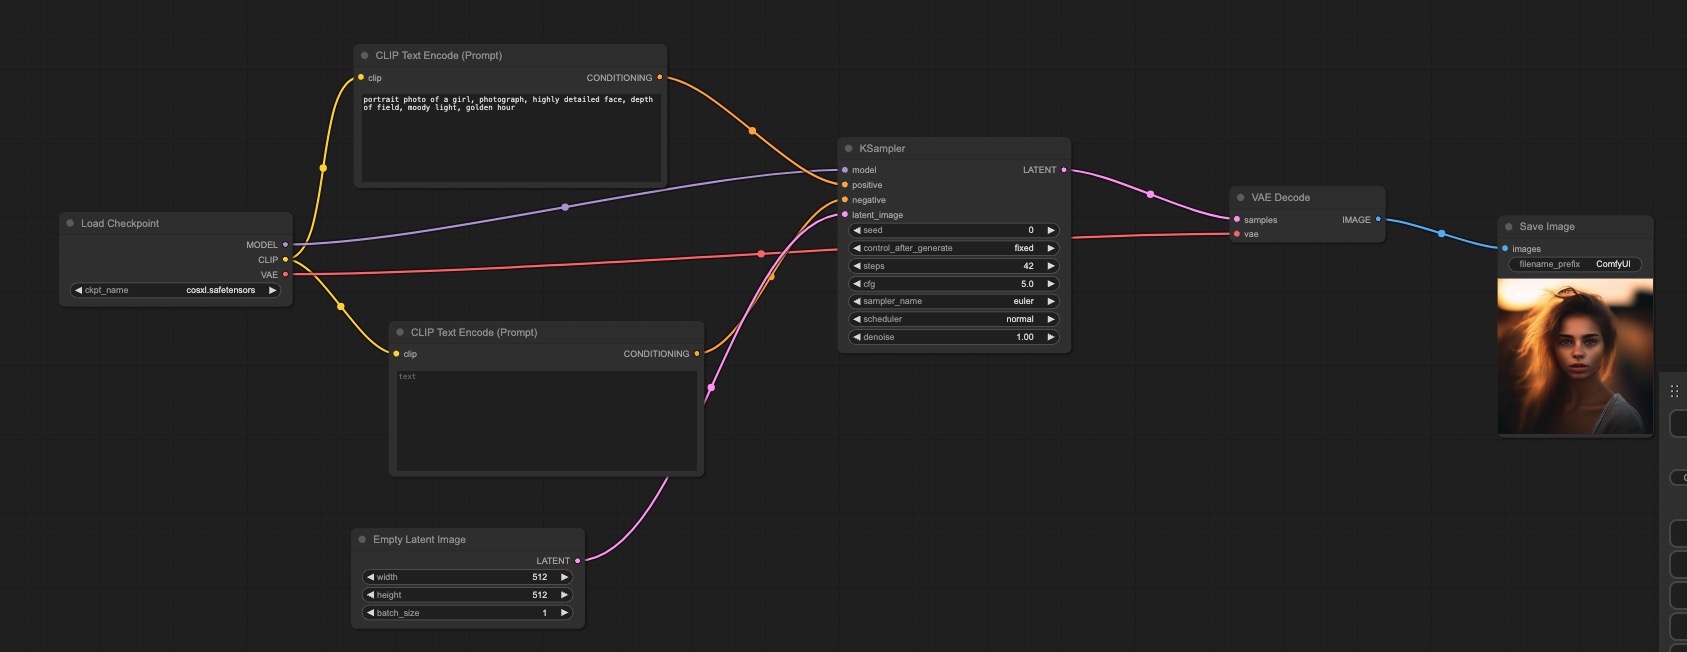 CLIP Text Encode (Prompt)
clip
CONDITIONING
portrait photo of a girl, photograph, highly detailed face, depth
of field, moody light, golden hour
Load Checkpoint
MODEL
CLIP
VAE
ckpt_name cosxl.safetensors
CLIP Text Encode (Prompt)
clip
CONDITIONING
text
Empty Latent Image
LATENT
width 512
height 512
batch_size 1
KSampler
model
LATENT
positive
negative
latent_image
seed 0
control_after_generate fixed
steps 42
cfg 5.0
sampler_name euler
scheduler normal
denoise 1.00
VAE Decode
samples
IMAGE
vae
Save Image
images
filename_prefix ComfyUI